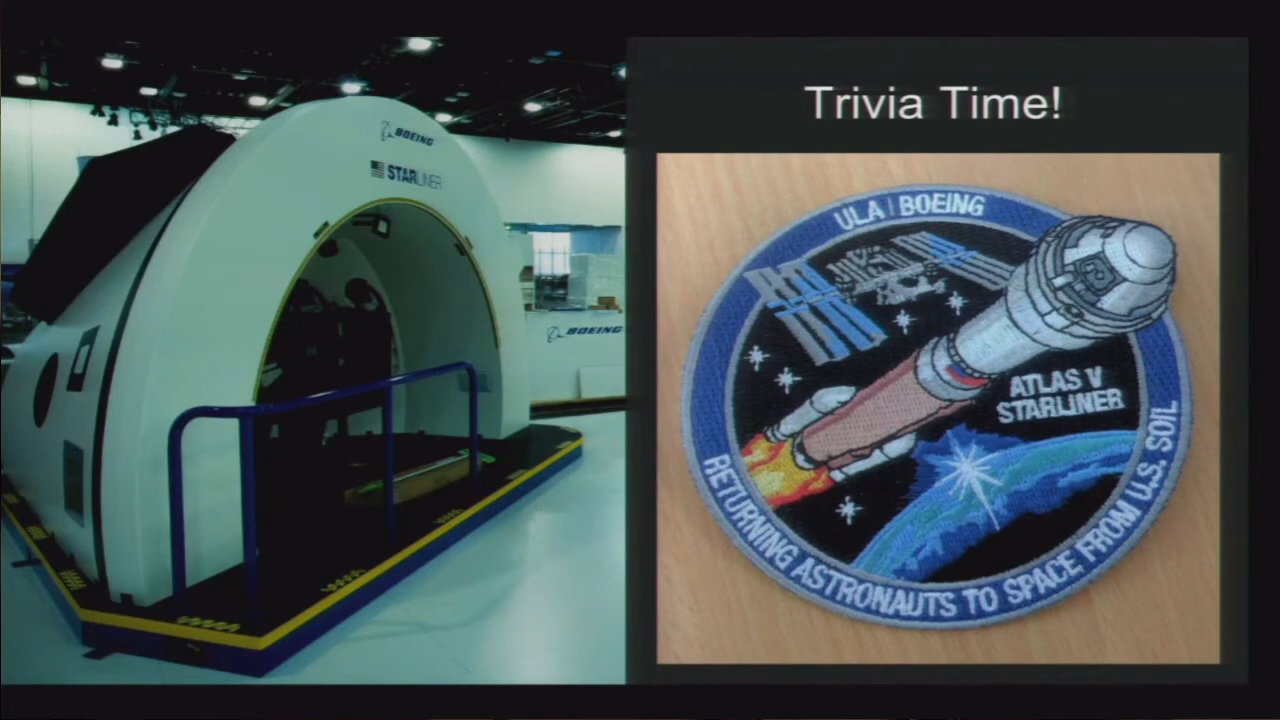 BOEING
STARLINER
BOEING
Trivia Time!
ULA | BOEING
ATLAS V
STARLINER
RETURNING ASTRONAUTS TO SPACE FROM U.S. SOIL